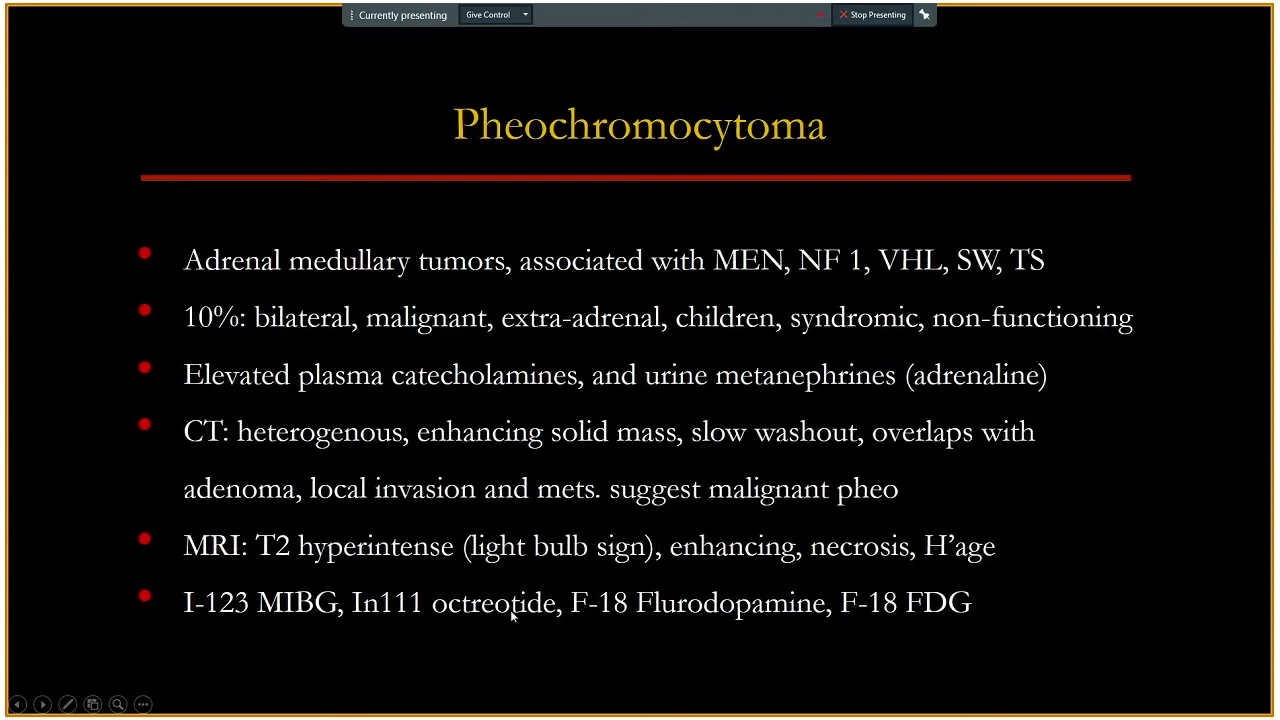 Currently presenting
Give Control
Stop Presenting
Pheochromocytoma
Adrenal medullary tumors, associated with MEN, NF 1, VHL, SW, TS
10%: bilateral, malignant, extra-adrenal, children, syndromic, non-functioning
Elevated plasma catecholamines, and urine metanephrines (adrenaline)
CT: heterogenous, enhancing solid mass, slow washout, overlaps with
adenoma, local invasion and mets. suggest malignant pheo
MRI: T2 hyperintense (light bulb sign), enhancing, necrosis, H'age
I-123 MIBG, In111 octreotide, F-18 Flurodopamine, F-18 FDG